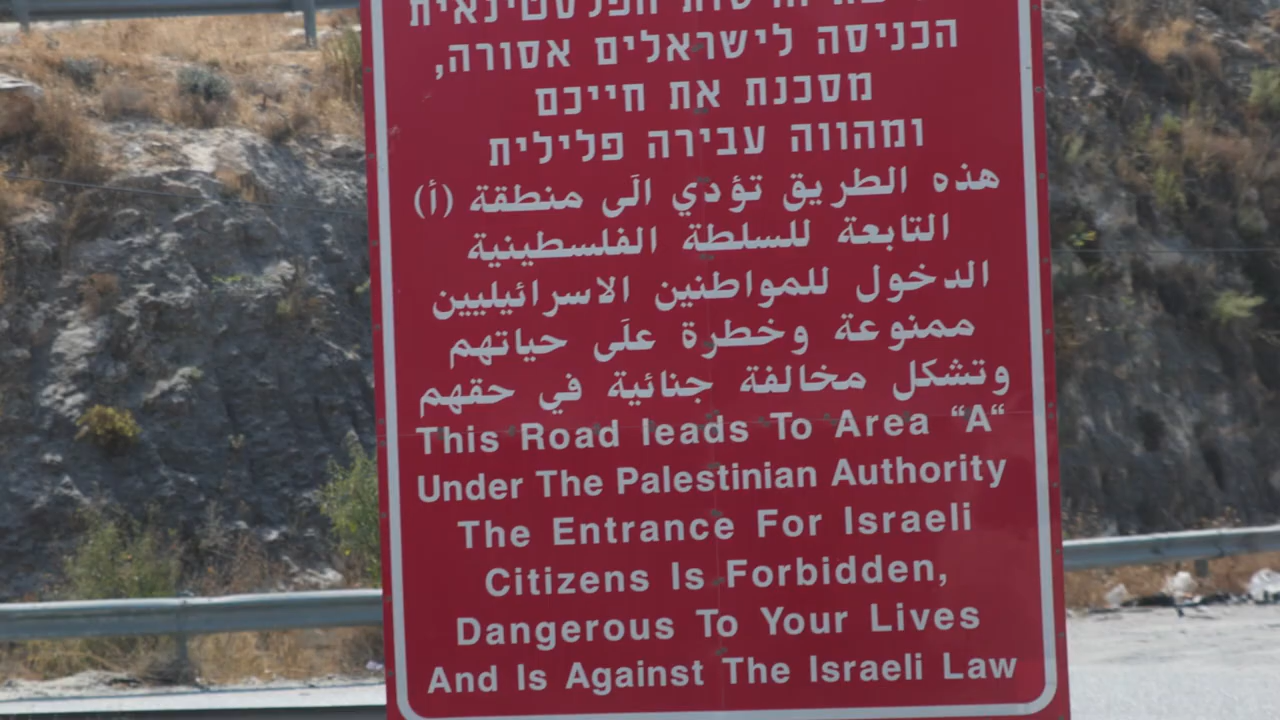 הפלסטינאית
הכניסה לישראלים אסורה,
מסכנת את חייכם
ומהווה עבירה פלילית
هذه الطريق تؤدي الَى منطقة (أ)
التابعة للسلطة الفلسطينية
الدخول للمواطنين الاسرائيليين
ممنوعة وخطرة علَى حياتهم
وتشكل مخالفة جنائية في حقهم
This Road leads To Area “A“
Under The Palestinian Authority
The Entrance For Israeli
Citizens Is Forbidden,
Dangerous To Your Lives
And Is Against The Israeli Law